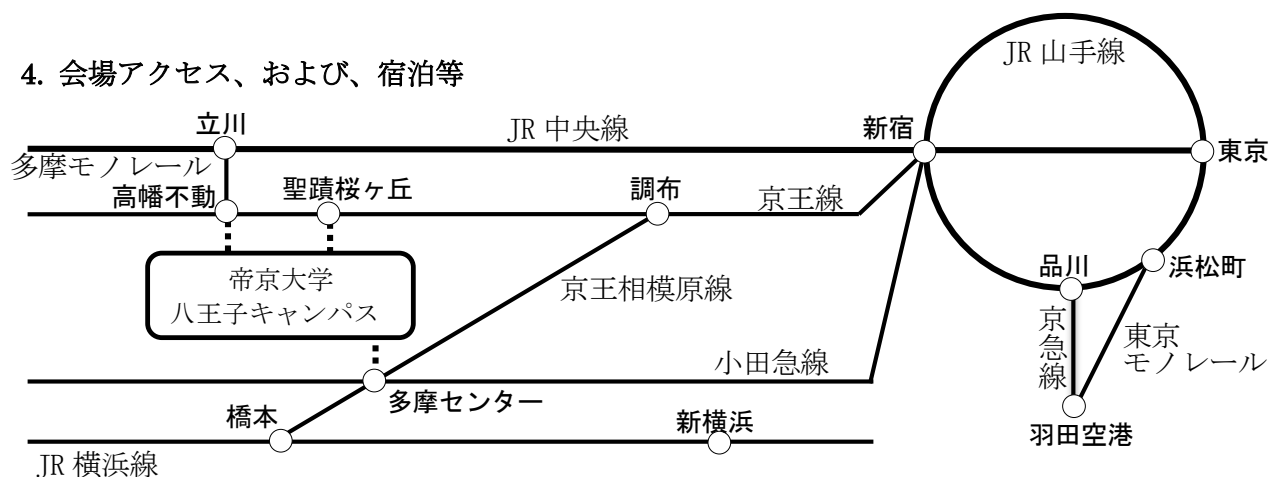 4. 会場アクセス、および、宿泊等
JR 山手線
立川
JR 中央線
新宿
東京
多摩モノレール
高幡不動
聖蹟桜ヶ丘
調布
京王線
帝京大学
八王子キャンパス
京王相模原線
品川
浜松町
京急線
東京
モノレール
小田急線
多摩センター
羽田空港
橋本
新横浜
JR 横浜線